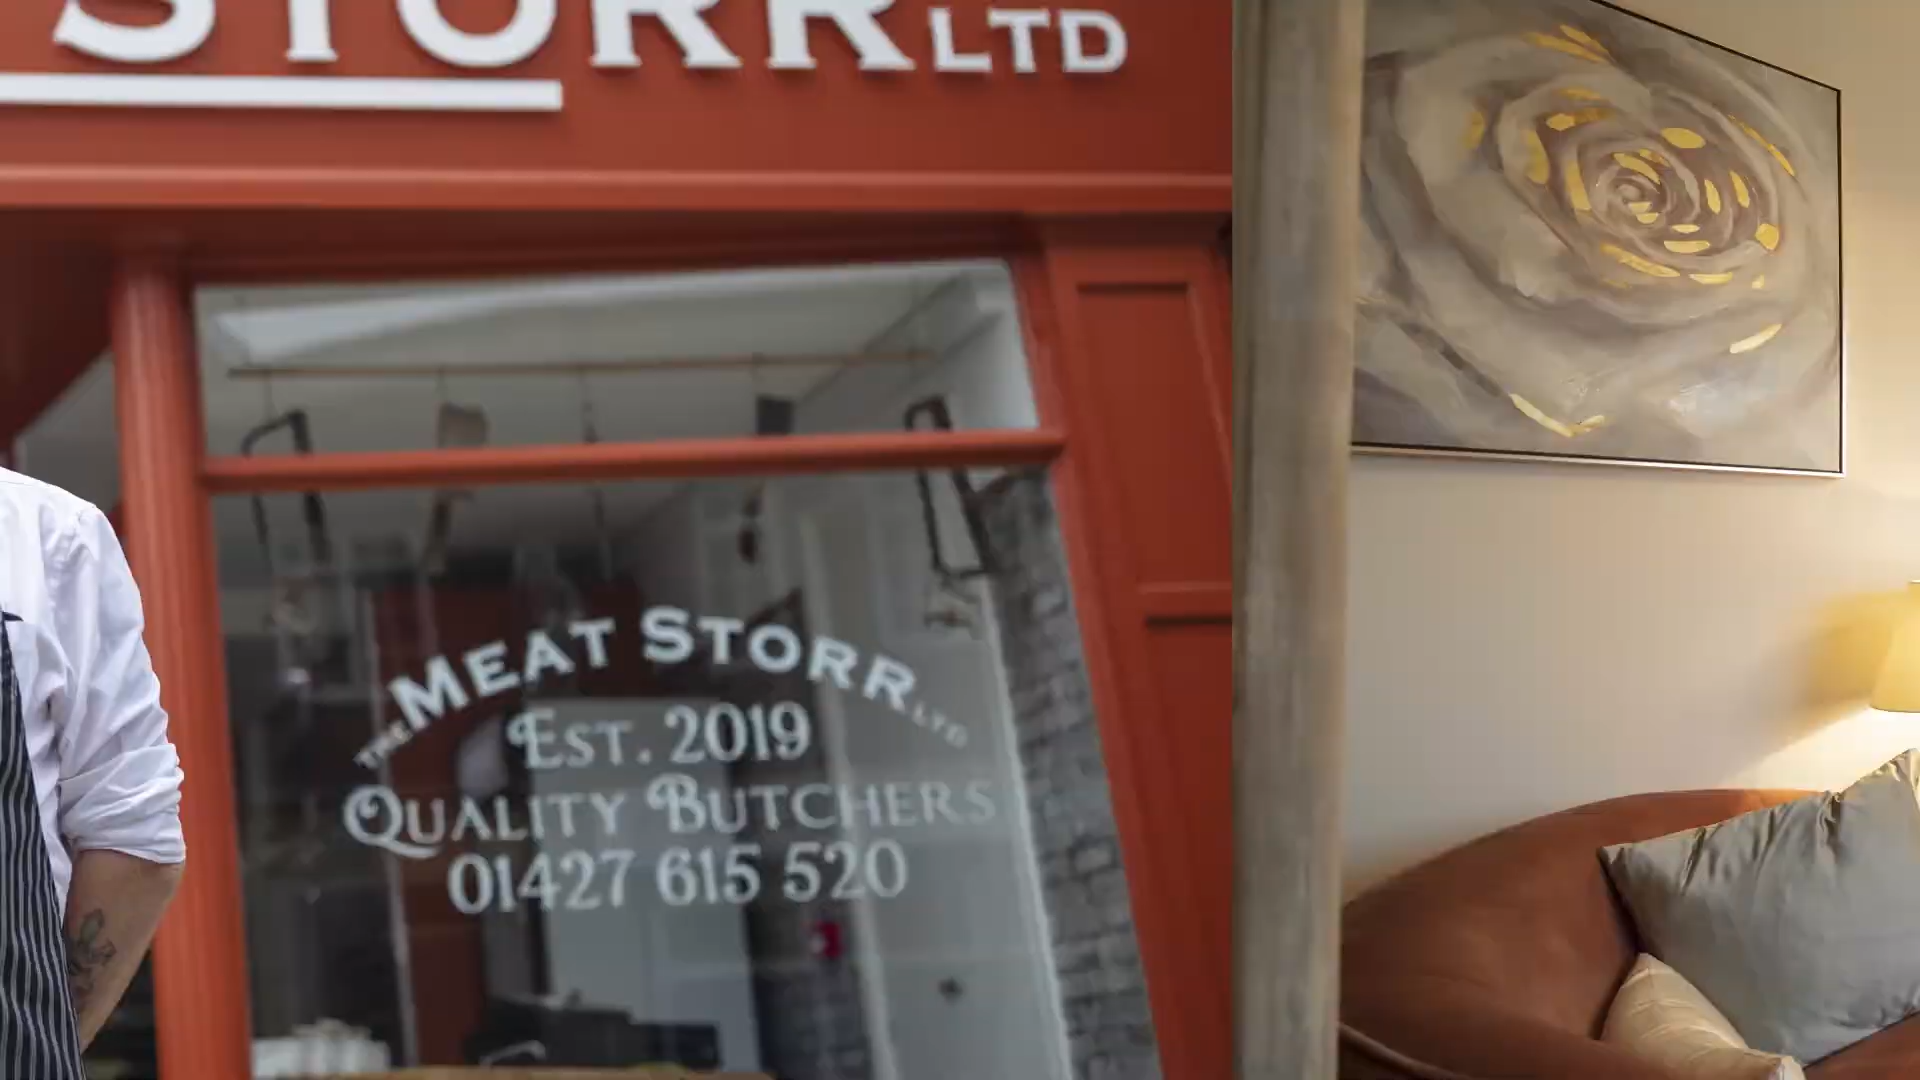 STORR LTD
THE MEAT STORR LTD
EST. 2019
QUALITY BUTCHERS
01427 615 520